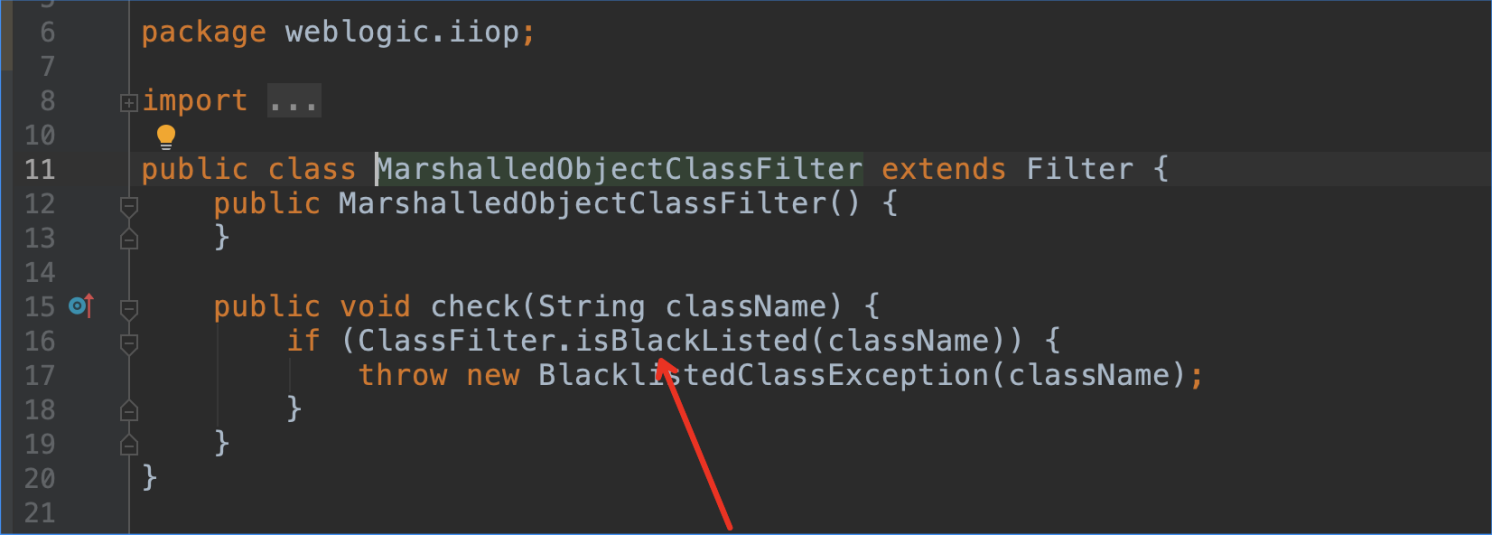 6 package weblogic.iiop;
7
8 import ...
10
11 public class MarshalledObjectClassFilter extends Filter {
12 public MarshalledObjectClassFilter() {
13 }
14
15 public void check(String className) {
16 if (ClassFilter.isBlackListed(className)) {
17 throw new BlacklistedClassException(className);
18 }
19 }
20 }
21